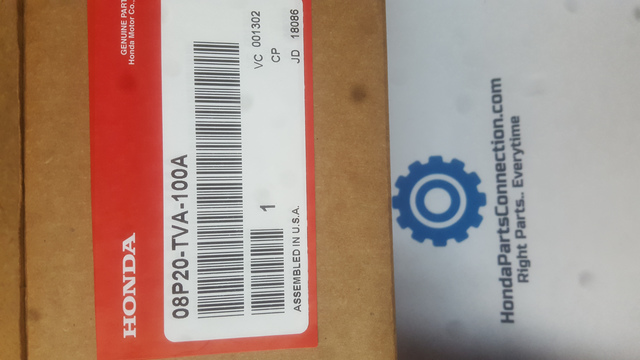 GENUINE PARTS
Honda Motor Co.,
HONDA
08P20-TVA-100A
1
ASSEMBLED IN U.S.A.
VC 001302
CP
JD 18086
HondaPartsConnection.com
Right Parts.. Everytime